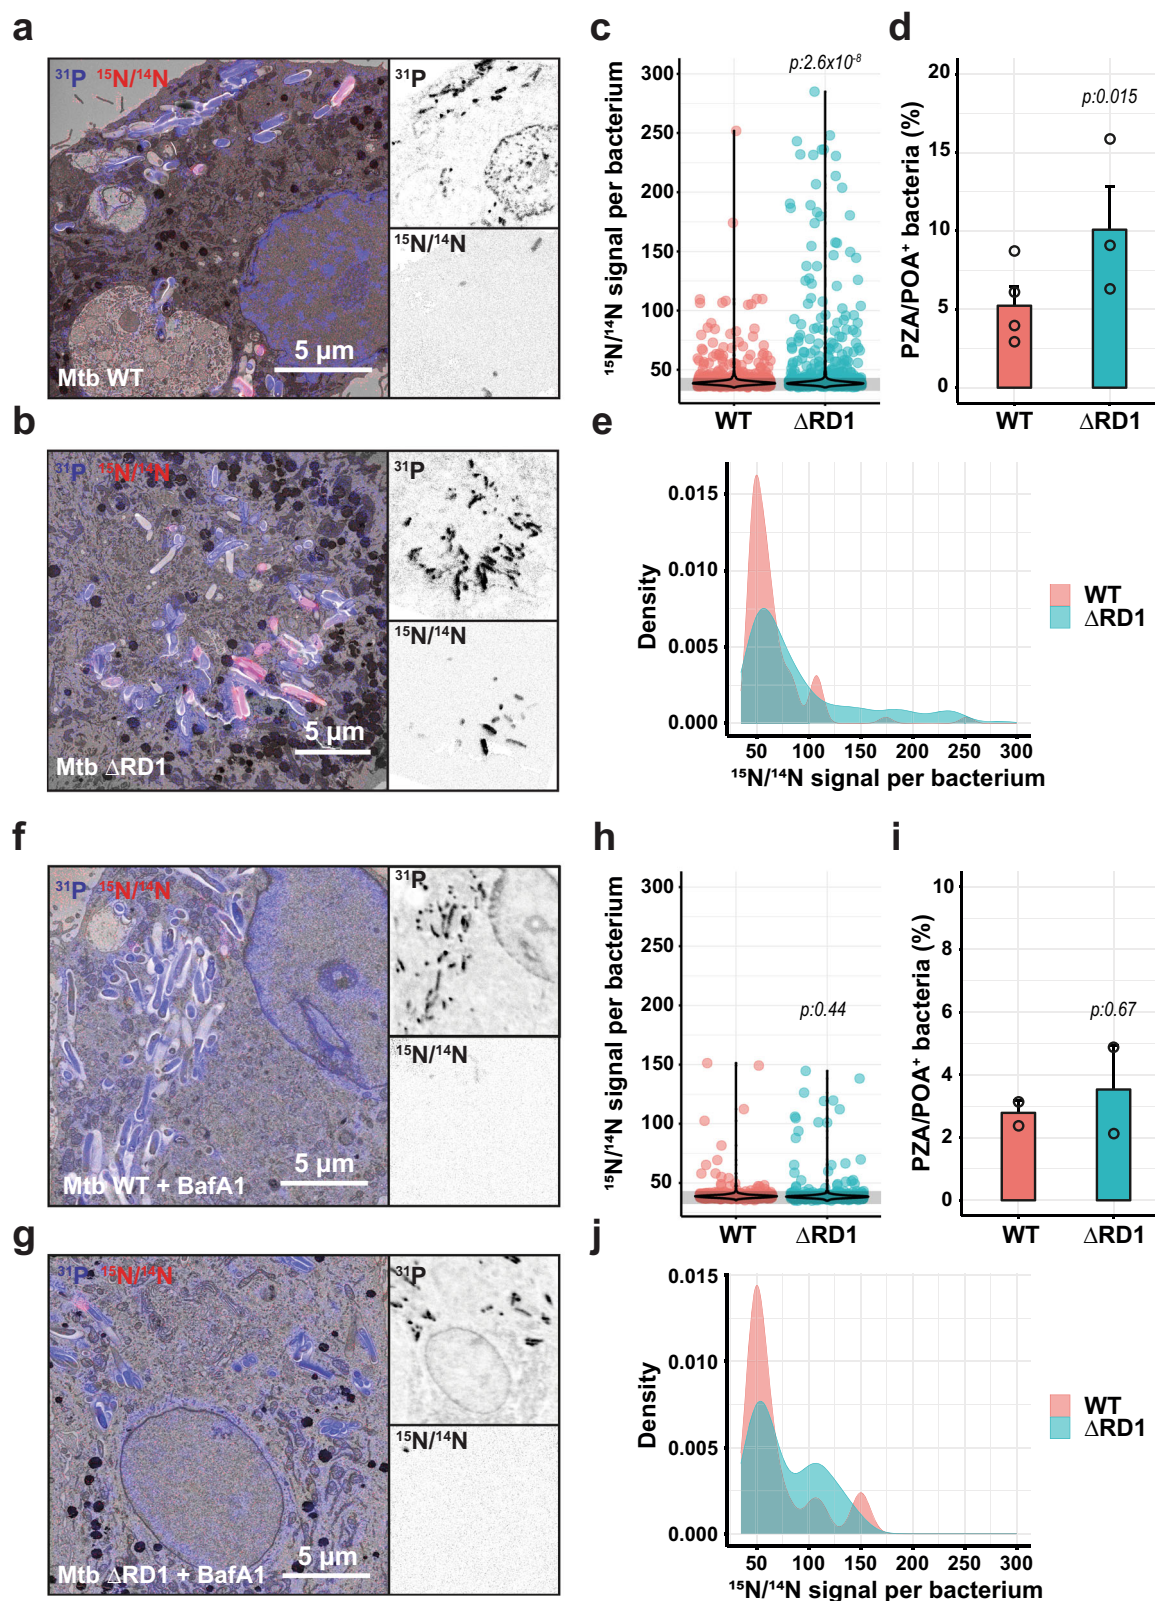 a
³¹P ¹⁵N/¹⁴N
³¹P
¹⁵N/¹⁴N
5 µm
Mtb WT
b
³¹P ¹⁵N/¹⁴N
³¹P
¹⁵N/¹⁴N
5 µm
Mtb ΔRD1
c
¹⁵N/¹⁴N signal per bacterium
p:2.6x10⁻⁸
300
250
200
150
100
50
WT ΔRD1
d
PZA/POA⁺ bacteria (%)
p:0.015
20
15
10
5
0
WT ΔRD1
e
Density
0.015
0.010
0.005
0.000
50 100 150 200 250 300
¹⁵N/¹⁴N signal per bacterium
WT
ΔRD1
f
³¹P ¹⁵N/¹⁴N
³¹P
¹⁵N/¹⁴N
5 µm
Mtb WT + BafA1
g
³¹P ¹⁵N/¹⁴N
³¹P
¹⁵N/¹⁴N
5 µm
Mtb ΔRD1 + BafA1
h
¹⁵N/¹⁴N signal per bacterium
p:0.44
300
250
200
150
100
50
WT ΔRD1
i
PZA/POA⁺ bacteria (%)
p:0.67
10
8
6
4
2
0
WT ΔRD1
j
Density
0.015
0.010
0.005
0.000
50 100 150 200 250 300
¹⁵N/¹⁴N signal per bacterium
WT
ΔRD1